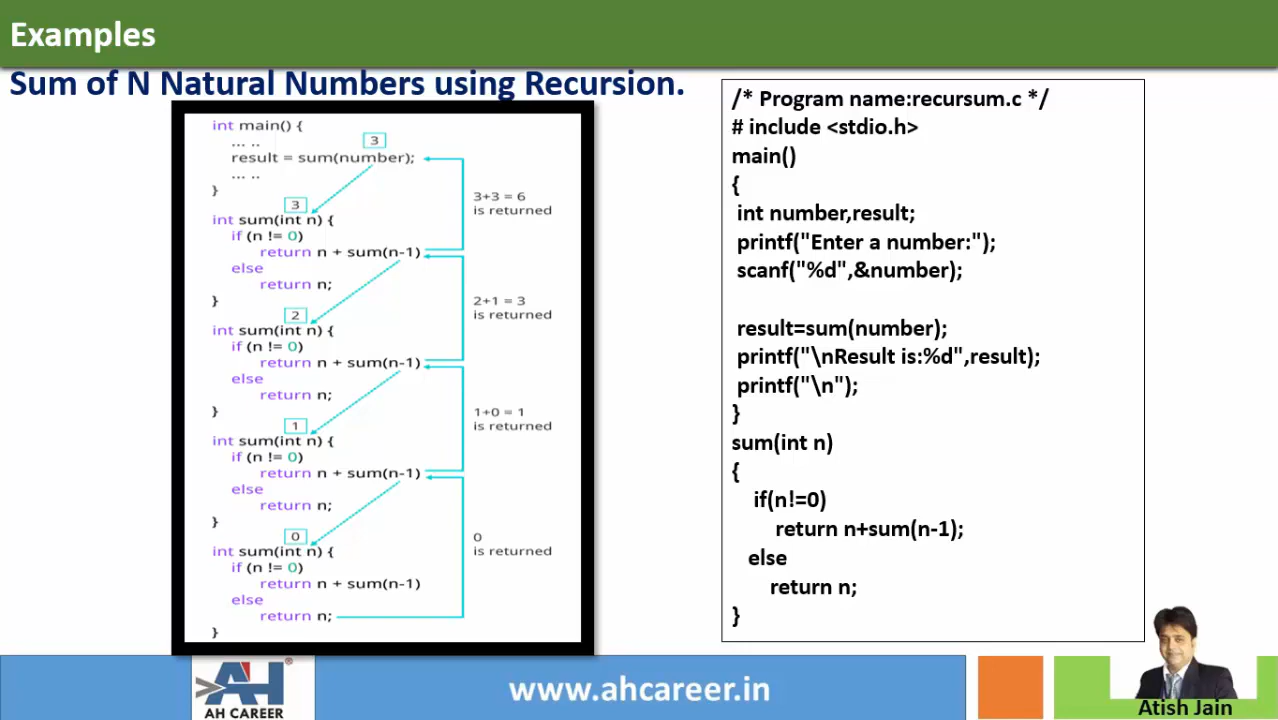 Examples
Sum of N Natural Numbers using Recursion.
int main() {
... ..
3
result = sum(number);
... ..
}
3
int sum(int n) {
if (n != 0)
return n + sum(n-1)
else
return n;
}
2
int sum(int n) {
if (n != 0)
return n + sum(n-1)
else
return n;
}
1
int sum(int n) {
if (n != 0)
return n + sum(n-1)
else
return n;
}
0
int sum(int n) {
if (n != 0)
return n + sum(n-1)
else
return n;
}
3+3 = 6
is returned
2+1 = 3
is returned
1+0 = 1
is returned
0
is returned
/* Program name:recursum.c */
# include <stdio.h>
main()
{
int number,result;
printf("Enter a number:");
scanf("%d",&number);
result=sum(number);
printf("\nResult is:%d",result);
printf("\n");
}
sum(int n)
{
if(n!=0)
return n+sum(n-1);
else
return n;
}
AH
®
AH CAREER
www.ahcareer.in
Atish Jain